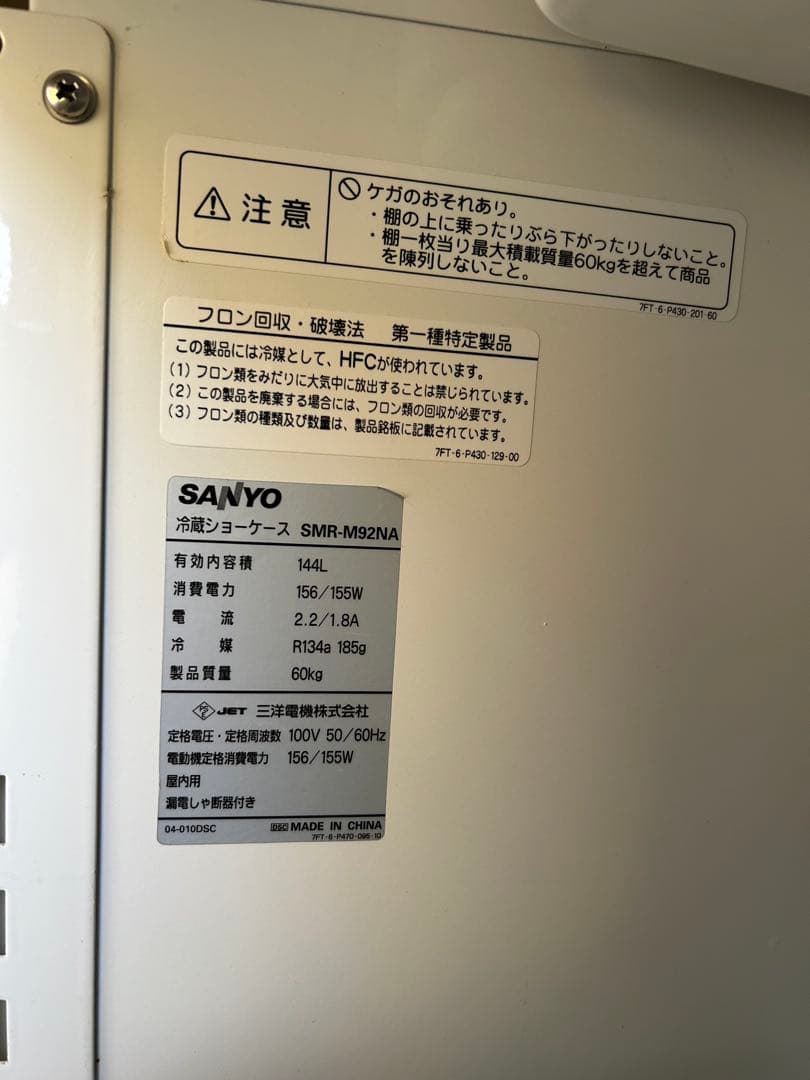 注意
ケガのおそれあり。
・棚の上に乗ったりぶら下がったりしないこと。
・棚一枚当り最大積載質量60kgを超えて商品
を陳列しないこと。
7FT-6-P430-201-60
フロン回収・破壊法 第一種特定製品
この製品には冷媒として、HFCが使われています。
(1) フロン類をみだりに大気中に放出することは禁じられています。
(2) この製品を廃棄する場合には、フロン類の回収が必要です。
(3) フロン類の種類及び数量は、製品銘板に記載されています。
7FT-6-P430-129-00
SANYO
冷蔵ショーケース SMR-M92NA
有効内容積 144L
消費電力 156/155W
電流 2.2/1.8A
冷媒 R134a 185g
製品質量 60kg
PSE JET 三洋電機株式会社
定格電圧・定格周波数 100V 50/60Hz
電動機定格消費電力 156/155W
屋内用
漏電しゃ断器付き
04-010DSC DSC MADE IN CHINA
7FT-6-P470-095-10